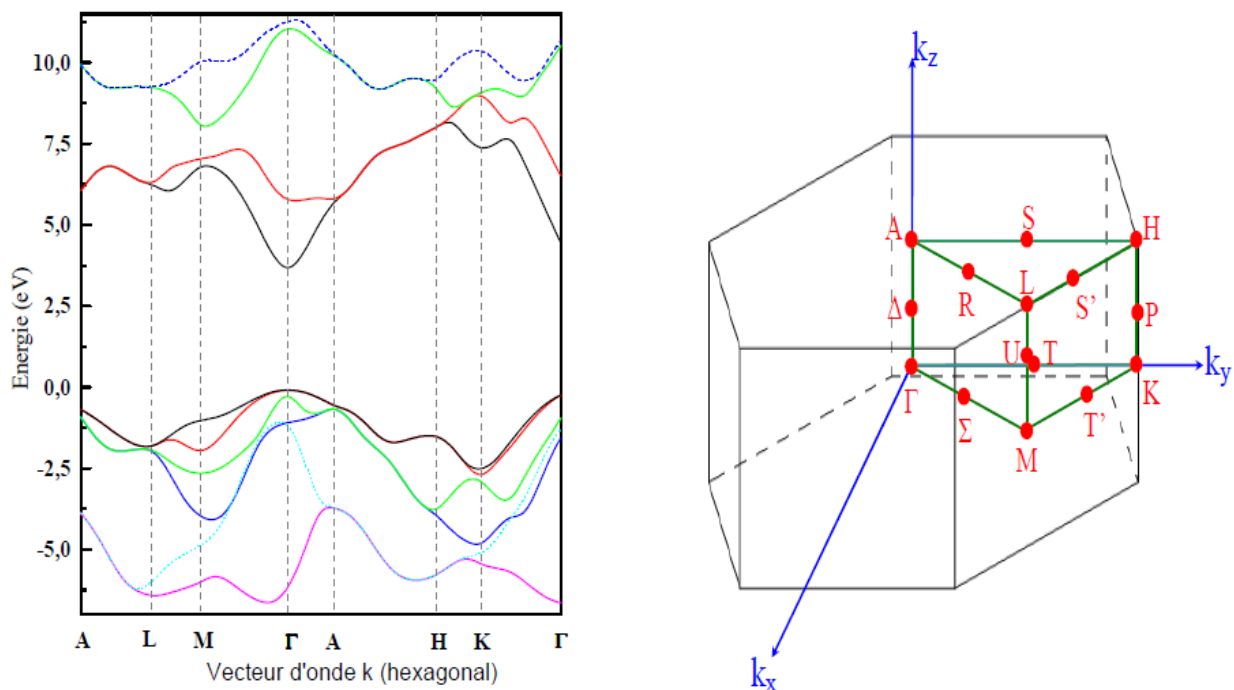 10,0
7,5
5,0
2,5
0,0
-2,5
-5,0
Energie (eV)
A L M Γ A H K Γ
Vecteur d'onde k (hexagonal)
kz
A S H
R L S'
Δ P
U T
ky
Γ K
Σ T'
M
kx